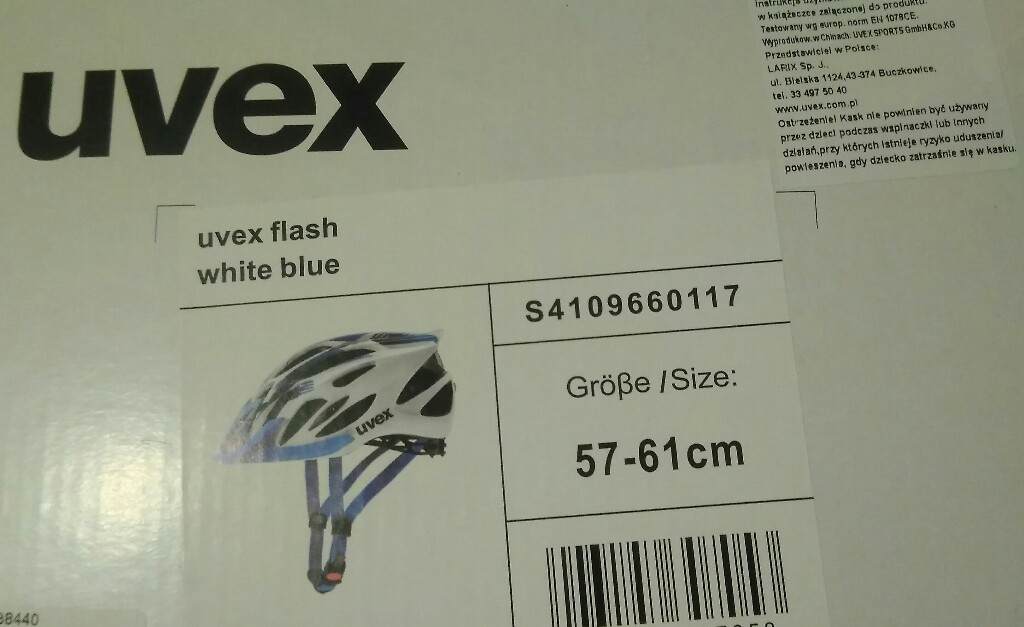 Instrukcja
w książeczce załączonej do produktu.
Testowany wg europ. norm EN 1078CE.
Wyprodukow. w Chinach: UVEX SPORTS GmbH&Co.KG
Przedstawiciel w Polsce:
LARIX Sp. J.,
ul. Bielska 1124,43-374 Buczkowice,
tel. 33 497 50 40
www.uvex.com.pl
Ostrzeżenie! Kask nie powinien być używany
przez dzieci podczas wspinaczki lub innych
działań,przy których istnieje ryzyko uduszenia/
powieszenia, gdy dziecko zatrzaśnie się w kasku.
uvex
uvex flash
white blue
S4109660117
Größe /Size:
57-61cm
uvex
88440